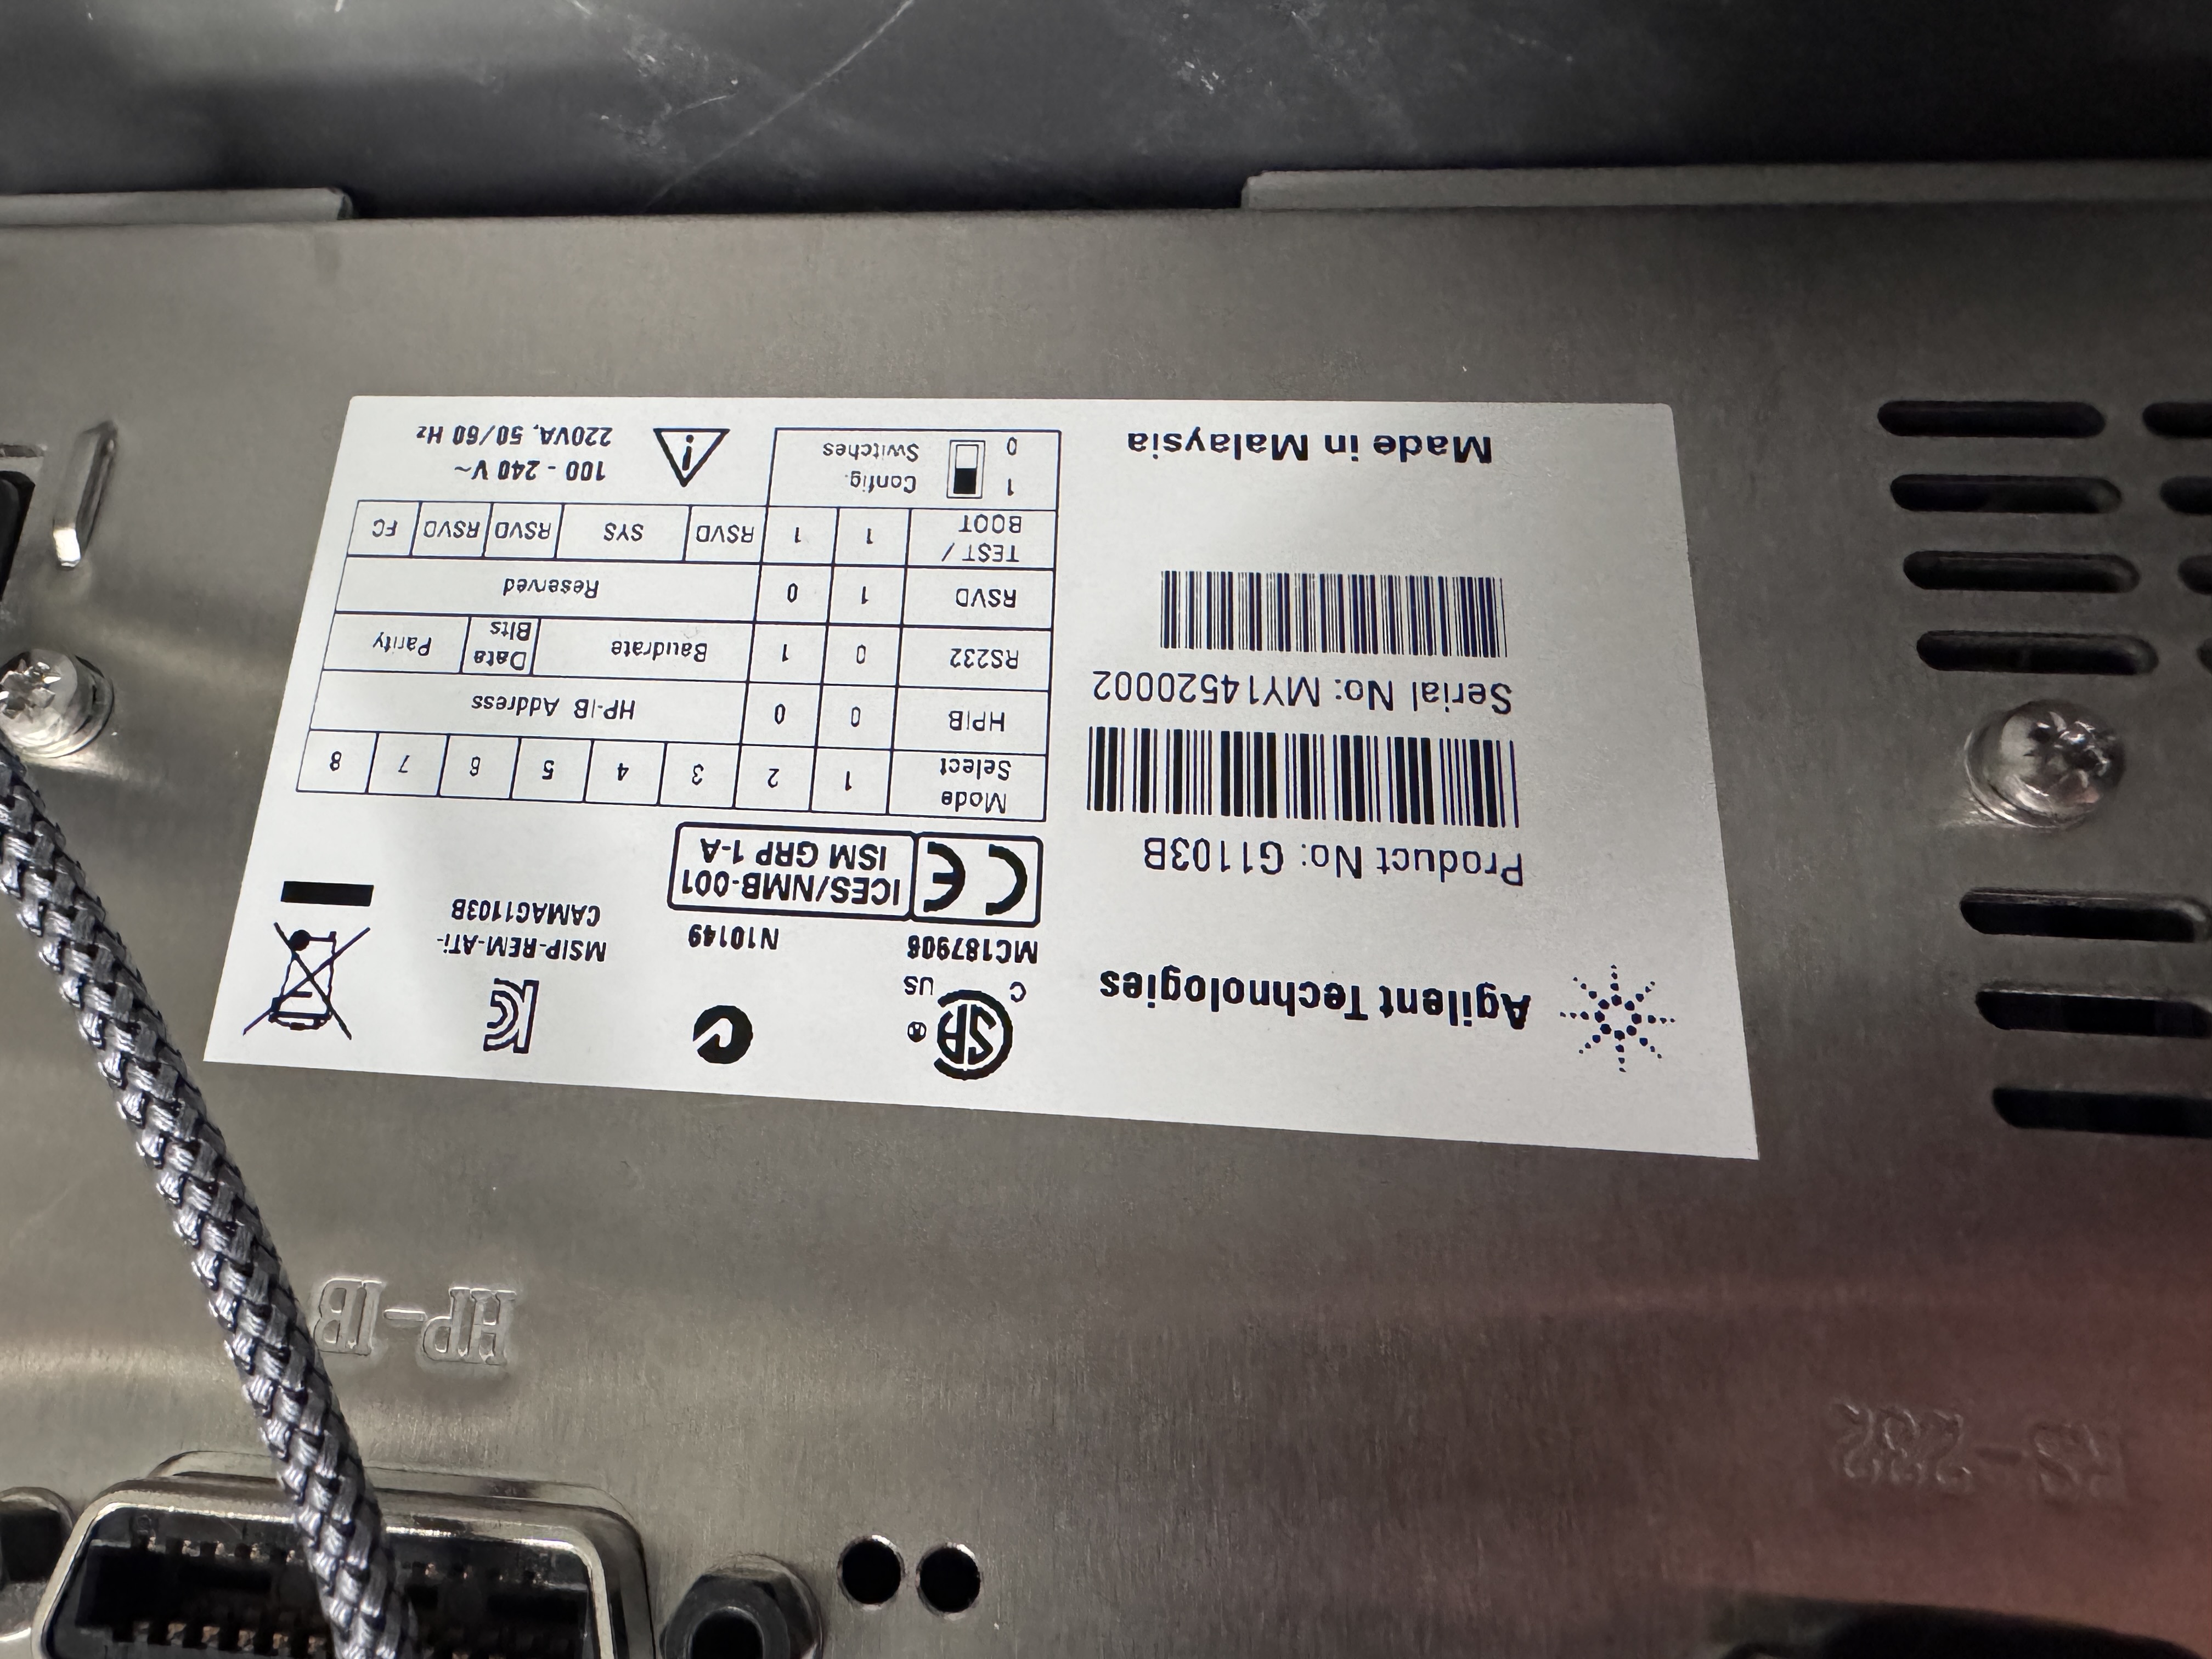 Agilent Technologies
Product No: G1103B
Serial No: MY14520002
Made in Malaysia
SA
C US
MC187906
N10149
MSIP-REM-ATi-
CAMAG1103B
CE
ICES/NMB-001
ISM GRP 1-A
Mode Select 1 2 3 4 5 6 7 8
HPIB 0 0 HP-IB Address
RS232 0 1 Baudrate Data Bits Parity
RSVD 1 0 Reserved
TEST / BOOT 1 1 RSVD SYS RSVD RSVD FC
1
0
Config.
Switches
100 - 240 V~
220VA, 50/60 Hz
HP-IB
RS-232